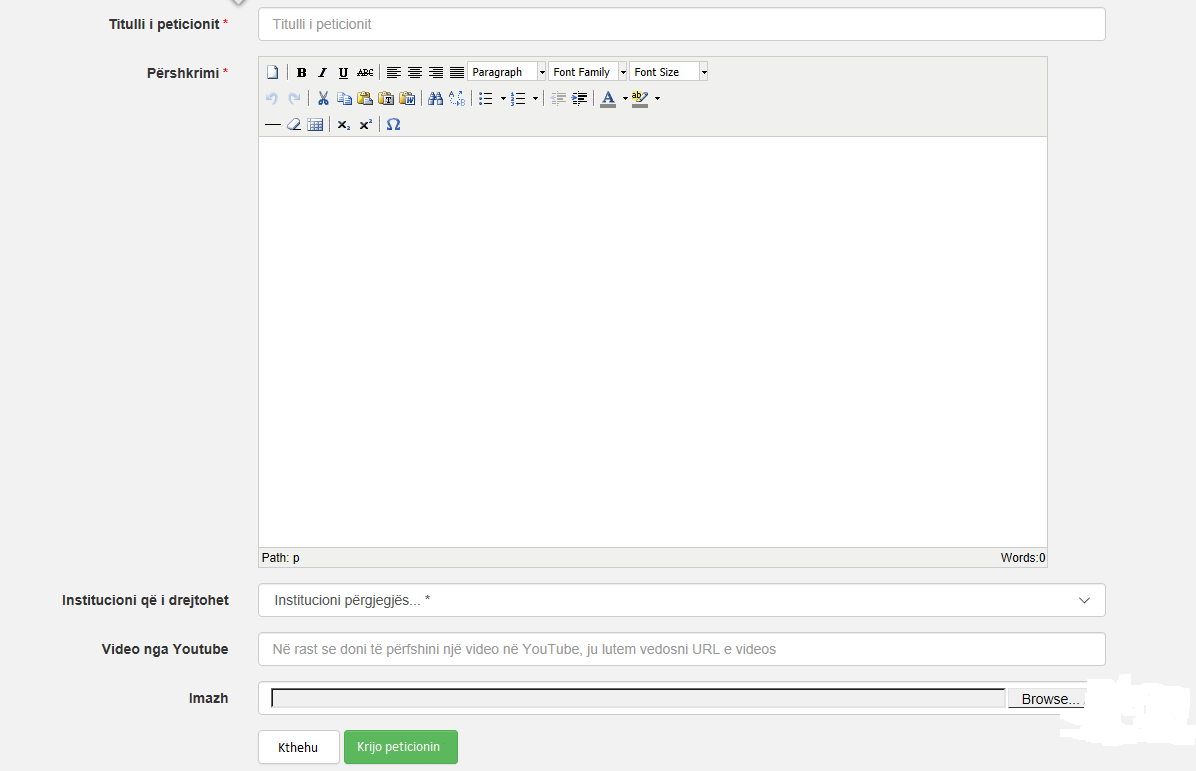 Titulli i peticionit * Titulli i peticionit
Përshkrimi * B I U ABC Paragraph Font Family Font Size
Path: p Words:0
Institucioni që i drejtohet Institucioni përgjegjës... *
Video nga Youtube Në rast se doni të përfshini një video në YouTube, ju lutem vedosni URL e videos
Imazh Browse...
Kthehu Krijo peticionin